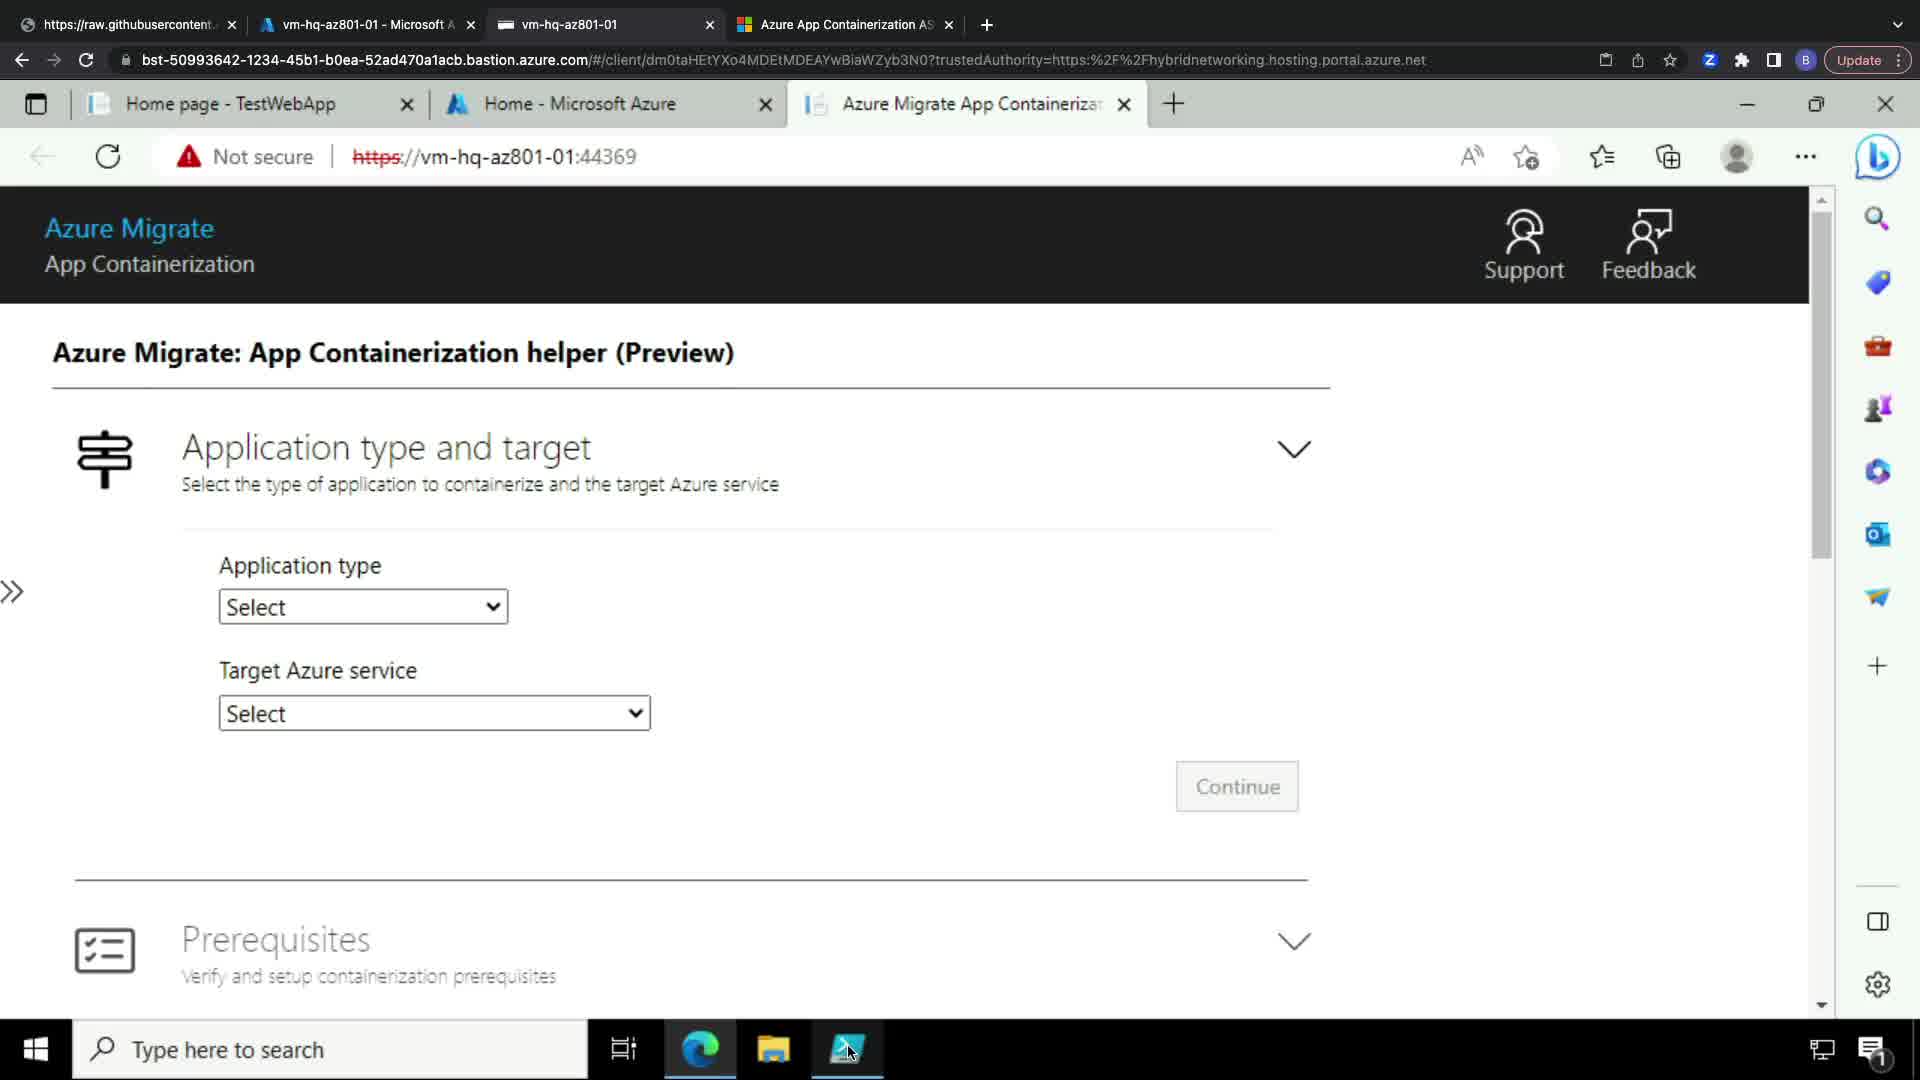 https://raw.githubusercontent.
vm-hq-az801-01 - Microsoft A
vm-hq-az801-01
Azure App Containerization AS
bst-50993642-1234-45b1-b0ea-52ad470a1acb.bastion.azure.com/#/client/dm0taHEtYXo4MDEtMDEAYwBiaWZyb3N0?trustedAuthority=https:%2F%2Fhybridnetworking.hosting.portal.azure.net
Z
B
Update
Home page - TestWebApp
Home - Microsoft Azure
Azure Migrate App Containerizat
Not secure
https://vm-hq-az801-01:44369
Azure Migrate
App Containerization
Support
Feedback
Azure Migrate: App Containerization helper (Preview)
Application type and target
Select the type of application to containerize and the target Azure service
Application type
Select
Target Azure service
Select
Continue
Prerequisites
Verify and setup containerization prerequisites
Type here to search
1